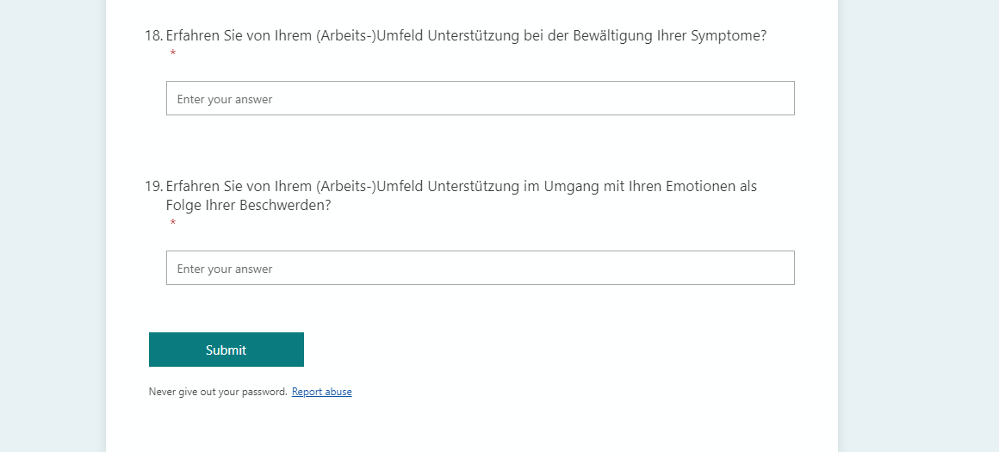 18. Erfahren Sie von Ihrem (Arbeits-)Umfeld Unterstützung bei der Bewältigung Ihrer Symptome?
*
Enter your answer
19. Erfahren Sie von Ihrem (Arbeits-)Umfeld Unterstützung im Umgang mit Ihren Emotionen als
Folge Ihrer Beschwerden?
*
Enter your answer
Submit
Never give out your password. Report abuse